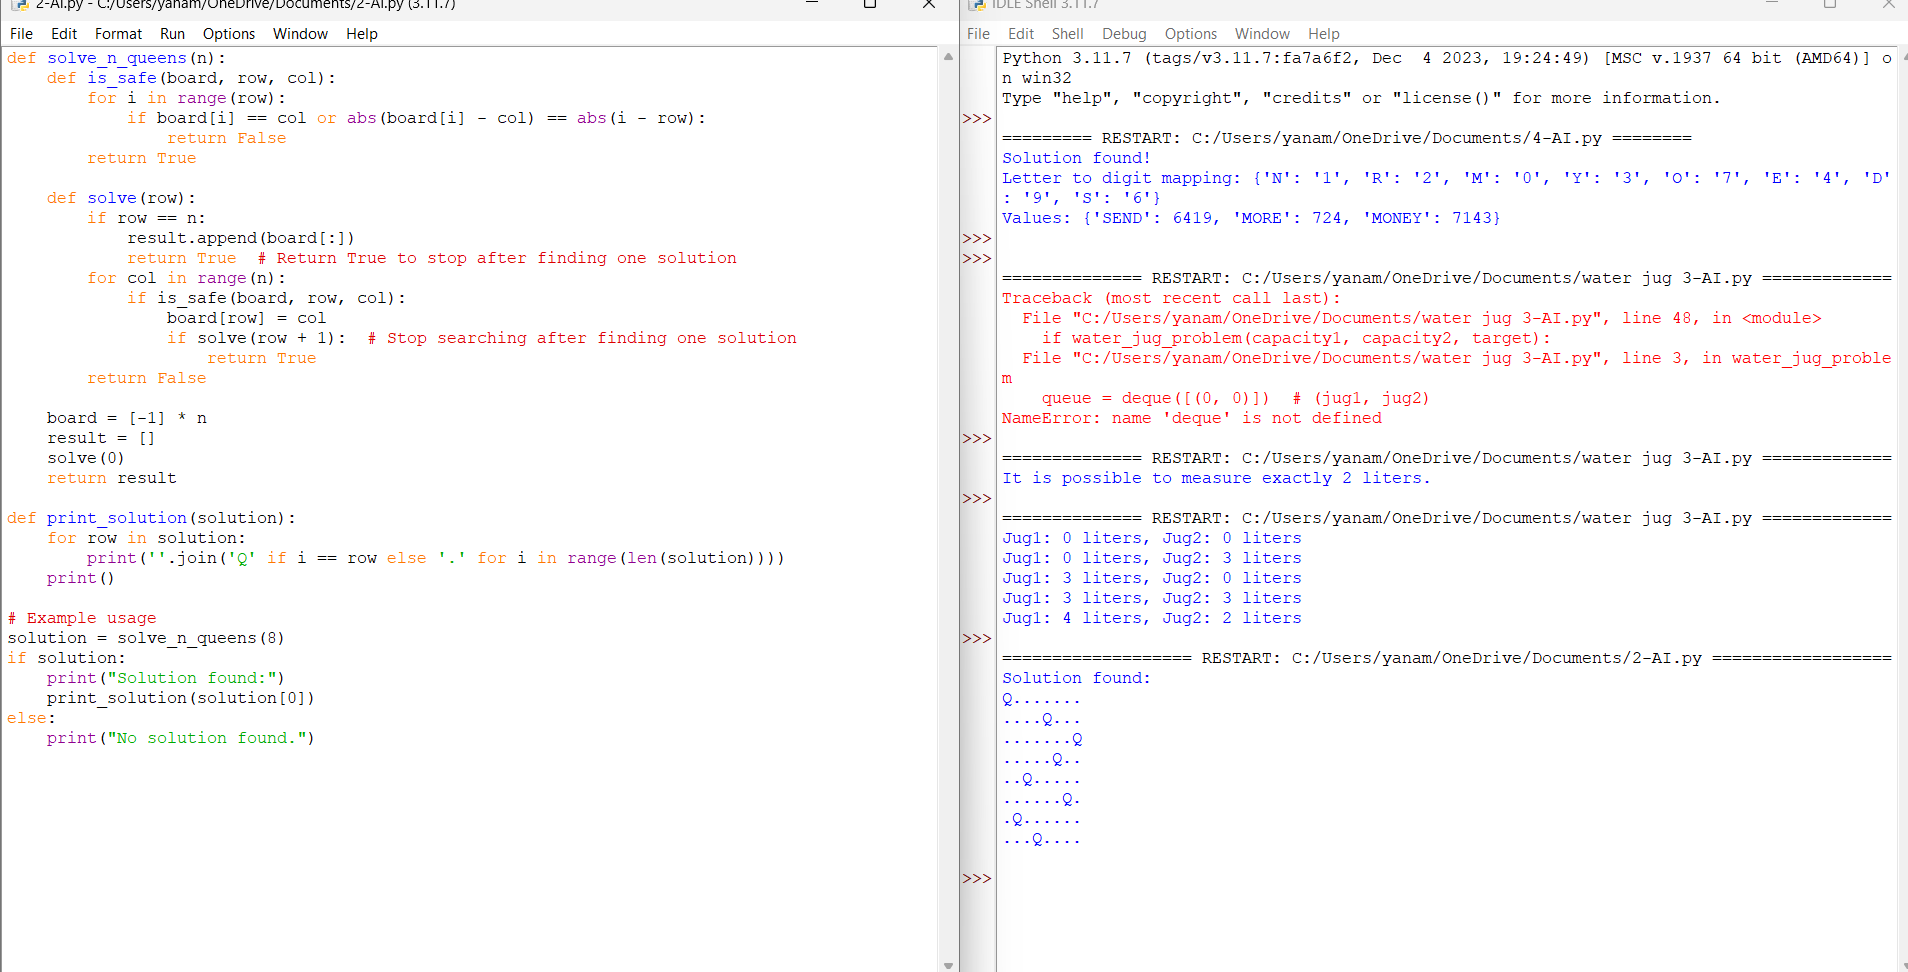 2-AI.py - C:/Users/yanam/OneDrive/Documents/2-AI.py (3.11.7)
File Edit Format Run Options Window Help
def solve_n_queens(n):
    def is_safe(board, row, col):
        for i in range(row):
            if board[i] == col or abs(board[i] - col) == abs(i - row):
                return False
        return True

    def solve(row):
        if row == n:
            result.append(board[:])
            return True  # Return True to stop after finding one solution
        for col in range(n):
            if is_safe(board, row, col):
                board[row] = col
                if solve(row + 1):  # Stop searching after finding one solution
                    return True
        return False

    board = [-1] * n
    result = []
    solve(0)
    return result

def print_solution(solution):
    for row in solution:
        print(''.join('Q' if i == row else '.' for i in range(len(solution))))
    print()

# Example usage
solution = solve_n_queens(8)
if solution:
    print("Solution found:")
    print_solution(solution[0])
else:
    print("No solution found.")
IDLE Shell 3.11.7
File Edit Shell Debug Options Window Help
Python 3.11.7 (tags/v3.11.7:fa7a6f2, Dec  4 2023, 19:24:49) [MSC v.1937 64 bit (AMD64)] o
n win32
Type "help", "copyright", "credits" or "license()" for more information.
>>>
========= RESTART: C:/Users/yanam/OneDrive/Documents/4-AI.py ========
Solution found!
Letter to digit mapping: {'N': '1', 'R': '2', 'M': '0', 'Y': '3', 'O': '7', 'E': '4', 'D'
: '9', 'S': '6'}
Values: {'SEND': 6419, 'MORE': 724, 'MONEY': 7143}
>>>
>>>
============== RESTART: C:/Users/yanam/OneDrive/Documents/water jug 3-AI.py =============
Traceback (most recent call last):
  File "C:/Users/yanam/OneDrive/Documents/water jug 3-AI.py", line 48, in <module>
    if water_jug_problem(capacity1, capacity2, target):
  File "C:/Users/yanam/OneDrive/Documents/water jug 3-AI.py", line 3, in water_jug_proble
m
    queue = deque([(0, 0)])  # (jug1, jug2)
NameError: name 'deque' is not defined
>>>
============== RESTART: C:/Users/yanam/OneDrive/Documents/water jug 3-AI.py =============
It is possible to measure exactly 2 liters.
>>>
============== RESTART: C:/Users/yanam/OneDrive/Documents/water jug 3-AI.py =============
Jug1: 0 liters, Jug2: 0 liters
Jug1: 0 liters, Jug2: 3 liters
Jug1: 3 liters, Jug2: 0 liters
Jug1: 3 liters, Jug2: 3 liters
Jug1: 4 liters, Jug2: 2 liters
>>>
=================== RESTART: C:/Users/yanam/OneDrive/Documents/2-AI.py ==================
Solution found:
Q.......
....Q...
.......Q
.....Q..
..Q.....
......Q.
.Q......
...Q....

>>>